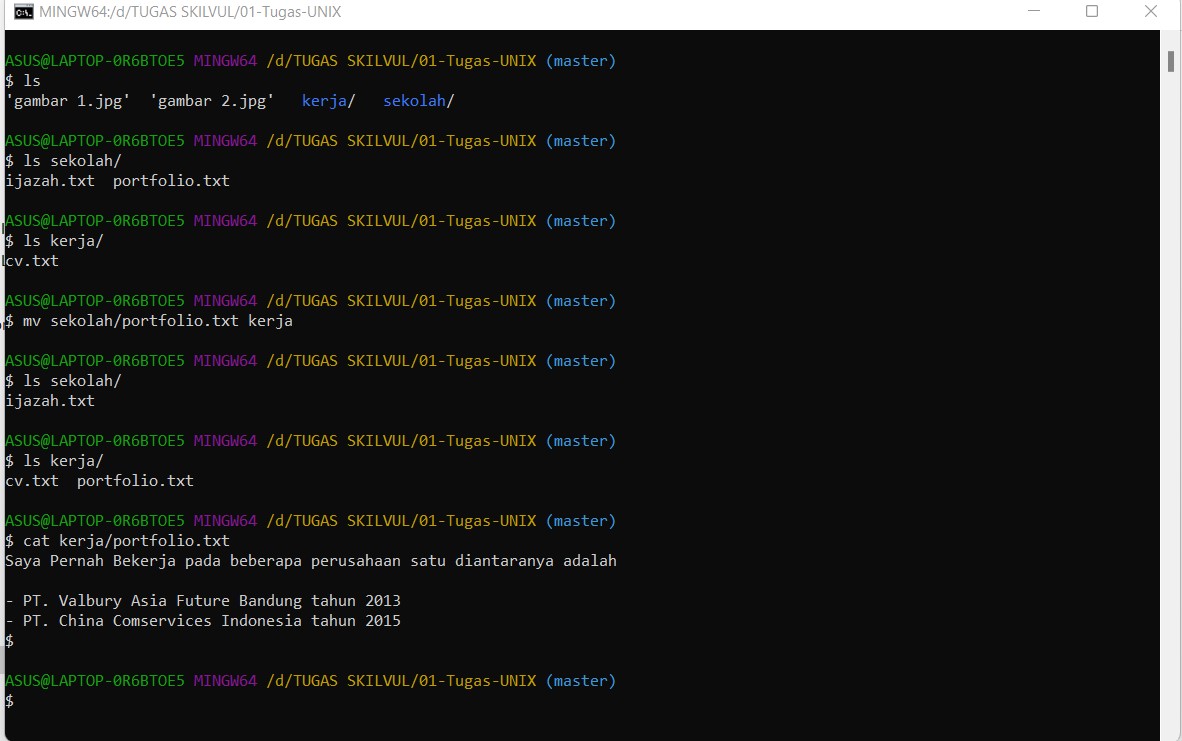 MINGW64:/d/TUGAS SKILVUL/01-Tugas-UNIX
ASUS@LAPTOP-0R6BTOE5 MINGW64 /d/TUGAS SKILVUL/01-Tugas-UNIX (master)
$ ls
'gambar 1.jpg'  'gambar 2.jpg'   kerja/   sekolah/
ASUS@LAPTOP-0R6BTOE5 MINGW64 /d/TUGAS SKILVUL/01-Tugas-UNIX (master)
$ ls sekolah/
ijazah.txt  portfolio.txt
ASUS@LAPTOP-0R6BTOE5 MINGW64 /d/TUGAS SKILVUL/01-Tugas-UNIX (master)
$ ls kerja/
cv.txt
ASUS@LAPTOP-0R6BTOE5 MINGW64 /d/TUGAS SKILVUL/01-Tugas-UNIX (master)
$ mv sekolah/portfolio.txt kerja
ASUS@LAPTOP-0R6BTOE5 MINGW64 /d/TUGAS SKILVUL/01-Tugas-UNIX (master)
$ ls sekolah/
ijazah.txt
ASUS@LAPTOP-0R6BTOE5 MINGW64 /d/TUGAS SKILVUL/01-Tugas-UNIX (master)
$ ls kerja/
cv.txt  portfolio.txt
ASUS@LAPTOP-0R6BTOE5 MINGW64 /d/TUGAS SKILVUL/01-Tugas-UNIX (master)
$ cat kerja/portfolio.txt
Saya Pernah Bekerja pada beberapa perusahaan satu diantaranya adalah
- PT. Valbury Asia Future Bandung tahun 2013
- PT. China Comservices Indonesia tahun 2015
$
ASUS@LAPTOP-0R6BTOE5 MINGW64 /d/TUGAS SKILVUL/01-Tugas-UNIX (master)
$